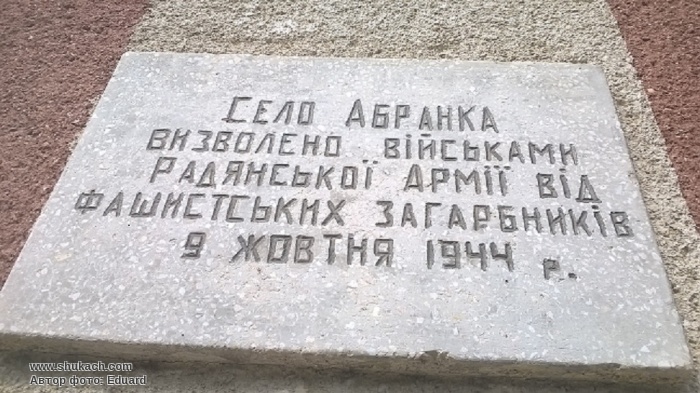 Село Абранка
визволено військами
Радянської Армії від
фашистських загарбників
9 жовтня 1944 р.
www.shukach.com
Автор фото: Eduard